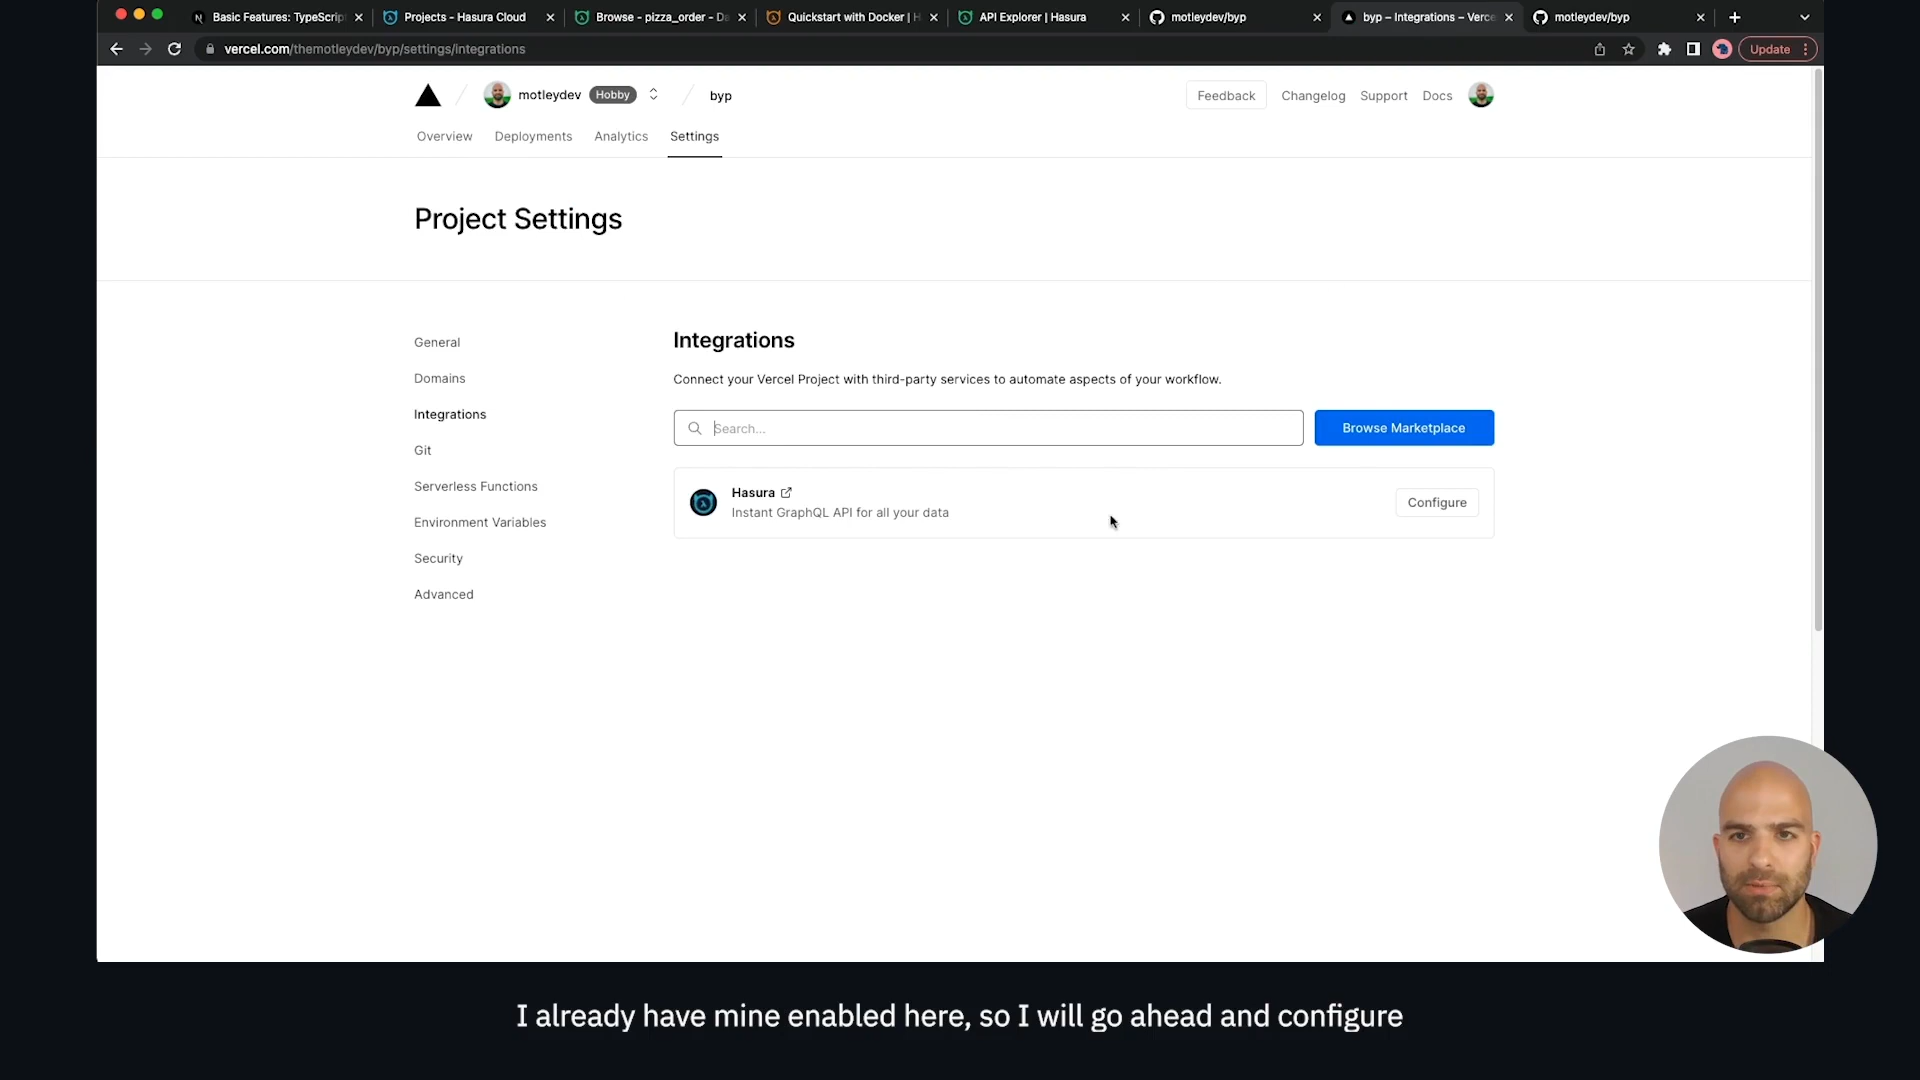 Basic Features: TypeScript
Projects - Hasura Cloud
Browse - pizza_order - Da
Quickstart with Docker | H
API Explorer | Hasura
motleydev/byp
byp – Integrations – Verce
motleydev/byp
vercel.com/themotleydev/byp/settings/integrations
Update
motleydev Hobby byp
Feedback Changelog Support Docs
Overview Deployments Analytics Settings
Project Settings
General
Domains
Integrations
Git
Serverless Functions
Environment Variables
Security
Advanced
Integrations
Connect your Vercel Project with third-party services to automate aspects of your workflow.
Search...
Browse Marketplace
Hasura
Instant GraphQL API for all your data
Configure
I already have mine enabled here, so I will go ahead and configure